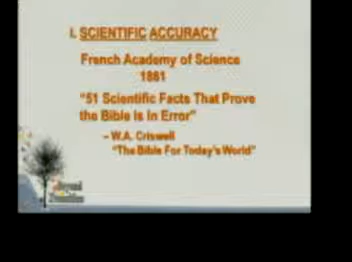 I. SCIENTIFIC ACCURACY
French Academy of Science
1861
"51 Scientific Facts That Prove
the Bible Is In Error"
- W.A. Criswell
"The Bible For Today's World"